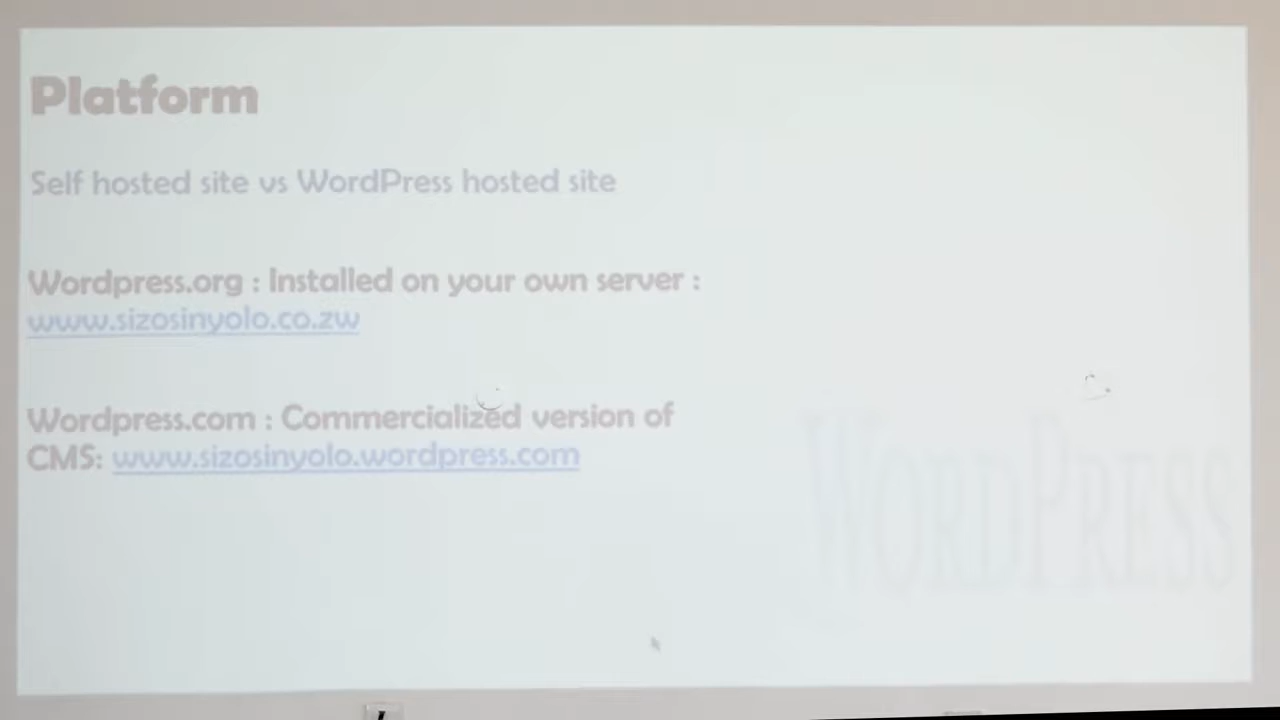 Platform
Self hosted site vs WordPress hosted site
Wordpress.org : Installed on your own server :
www.sizosinyolo.co.zw
Wordpress.com : Commercialized version of
CMS: www.sizosinyolo.wordpress.com
WORDPRESS